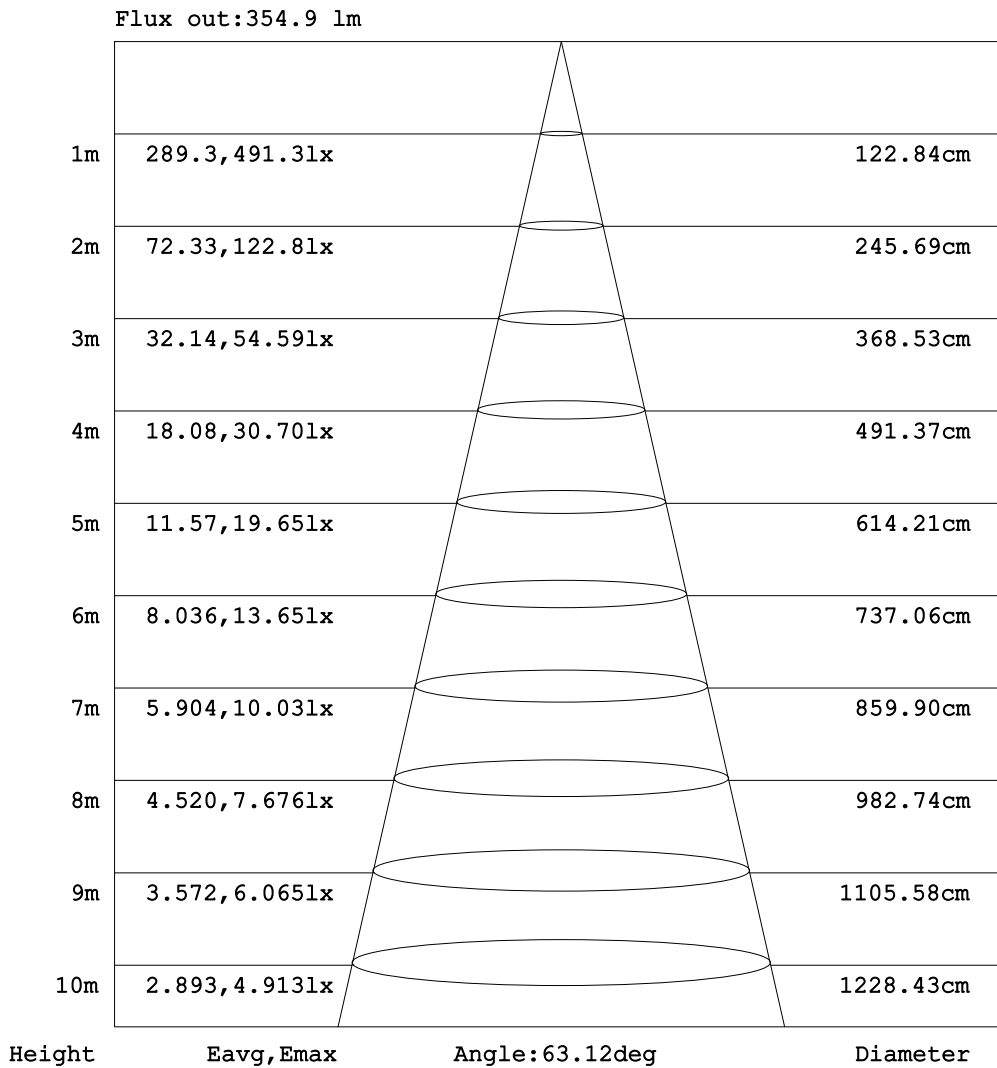 Flux out:354.9 lm
1m 289.3,491.3lx 122.84cm
2m 72.33,122.8lx 245.69cm
3m 32.14,54.59lx 368.53cm
4m 18.08,30.70lx 491.37cm
5m 11.57,19.65lx 614.21cm
6m 8.036,13.65lx 737.06cm
7m 5.904,10.03lx 859.90cm
8m 4.520,7.676lx 982.74cm
9m 3.572,6.065lx 1105.58cm
10m 2.893,4.913lx 1228.43cm
Height Eavg,Emax Angle:63.12deg Diameter